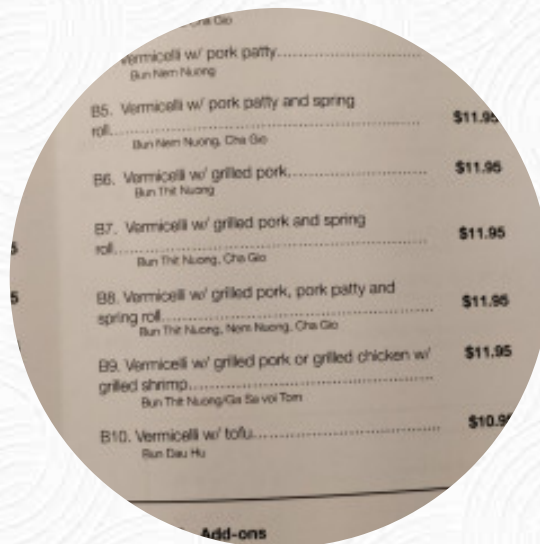 Cha Gio
Vermicelli w/ pork patty
Bun Nem Nuong
B5. Vermicelli w/ pork patty and spring
roll $11.95
Bun Nem Nuong, Cha Gio
B6. Vermicelli w/ grilled pork $11.95
Bun Thit Nuong
B7. Vermicelli w/ grilled pork and spring
roll $11.95
Bun Thit Nuong, Cha Gio
B8. Vermicelli w/ grilled pork, pork patty and
spring roll $11.95
Bun Thit Nuong, Nem Nuong, Cha Gio
B9. Vermicelli w/ grilled pork or grilled chicken w/ $11.95
grilled shrimp
Bun Thit Nuong/Ga Sa voi Tom
B10. Vermicelli w/ tofu $10.9
Bun Dau Hu
Add-ons